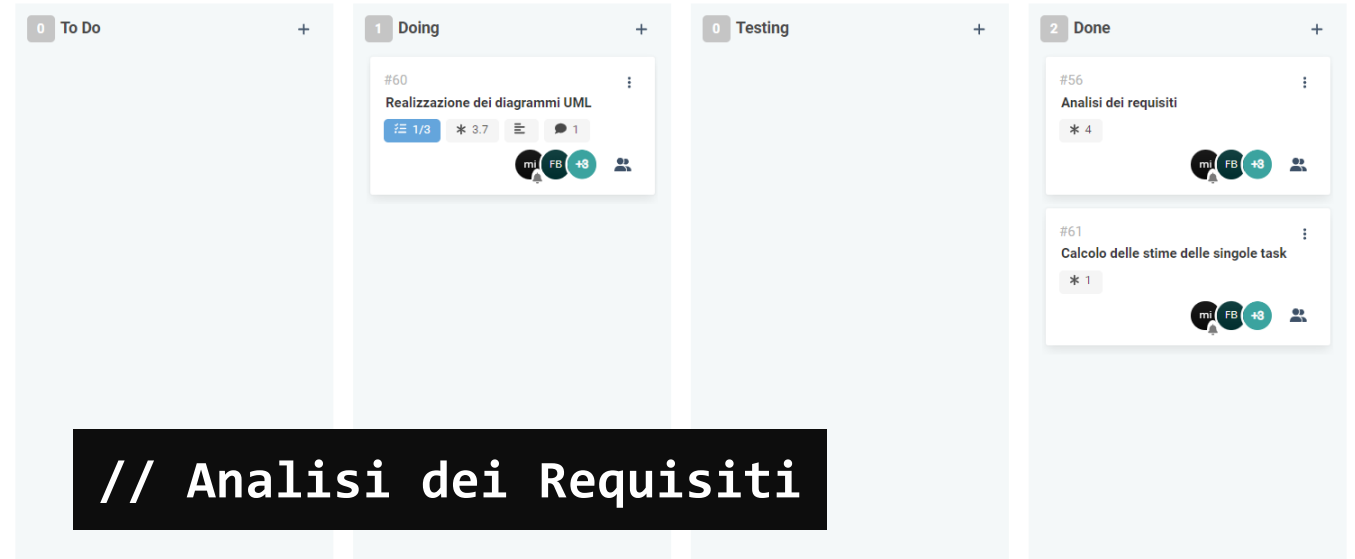 0 To Do +
1 Doing +
#60
Realizzazione dei diagrammi UML
1/3 3.7 1
mi FB +3
0 Testing +
2 Done +
#56
Analisi dei requisiti
4
mi FB +3
#61
Calcolo delle stime delle singole task
1
mi FB +3
// Analisi dei Requisiti